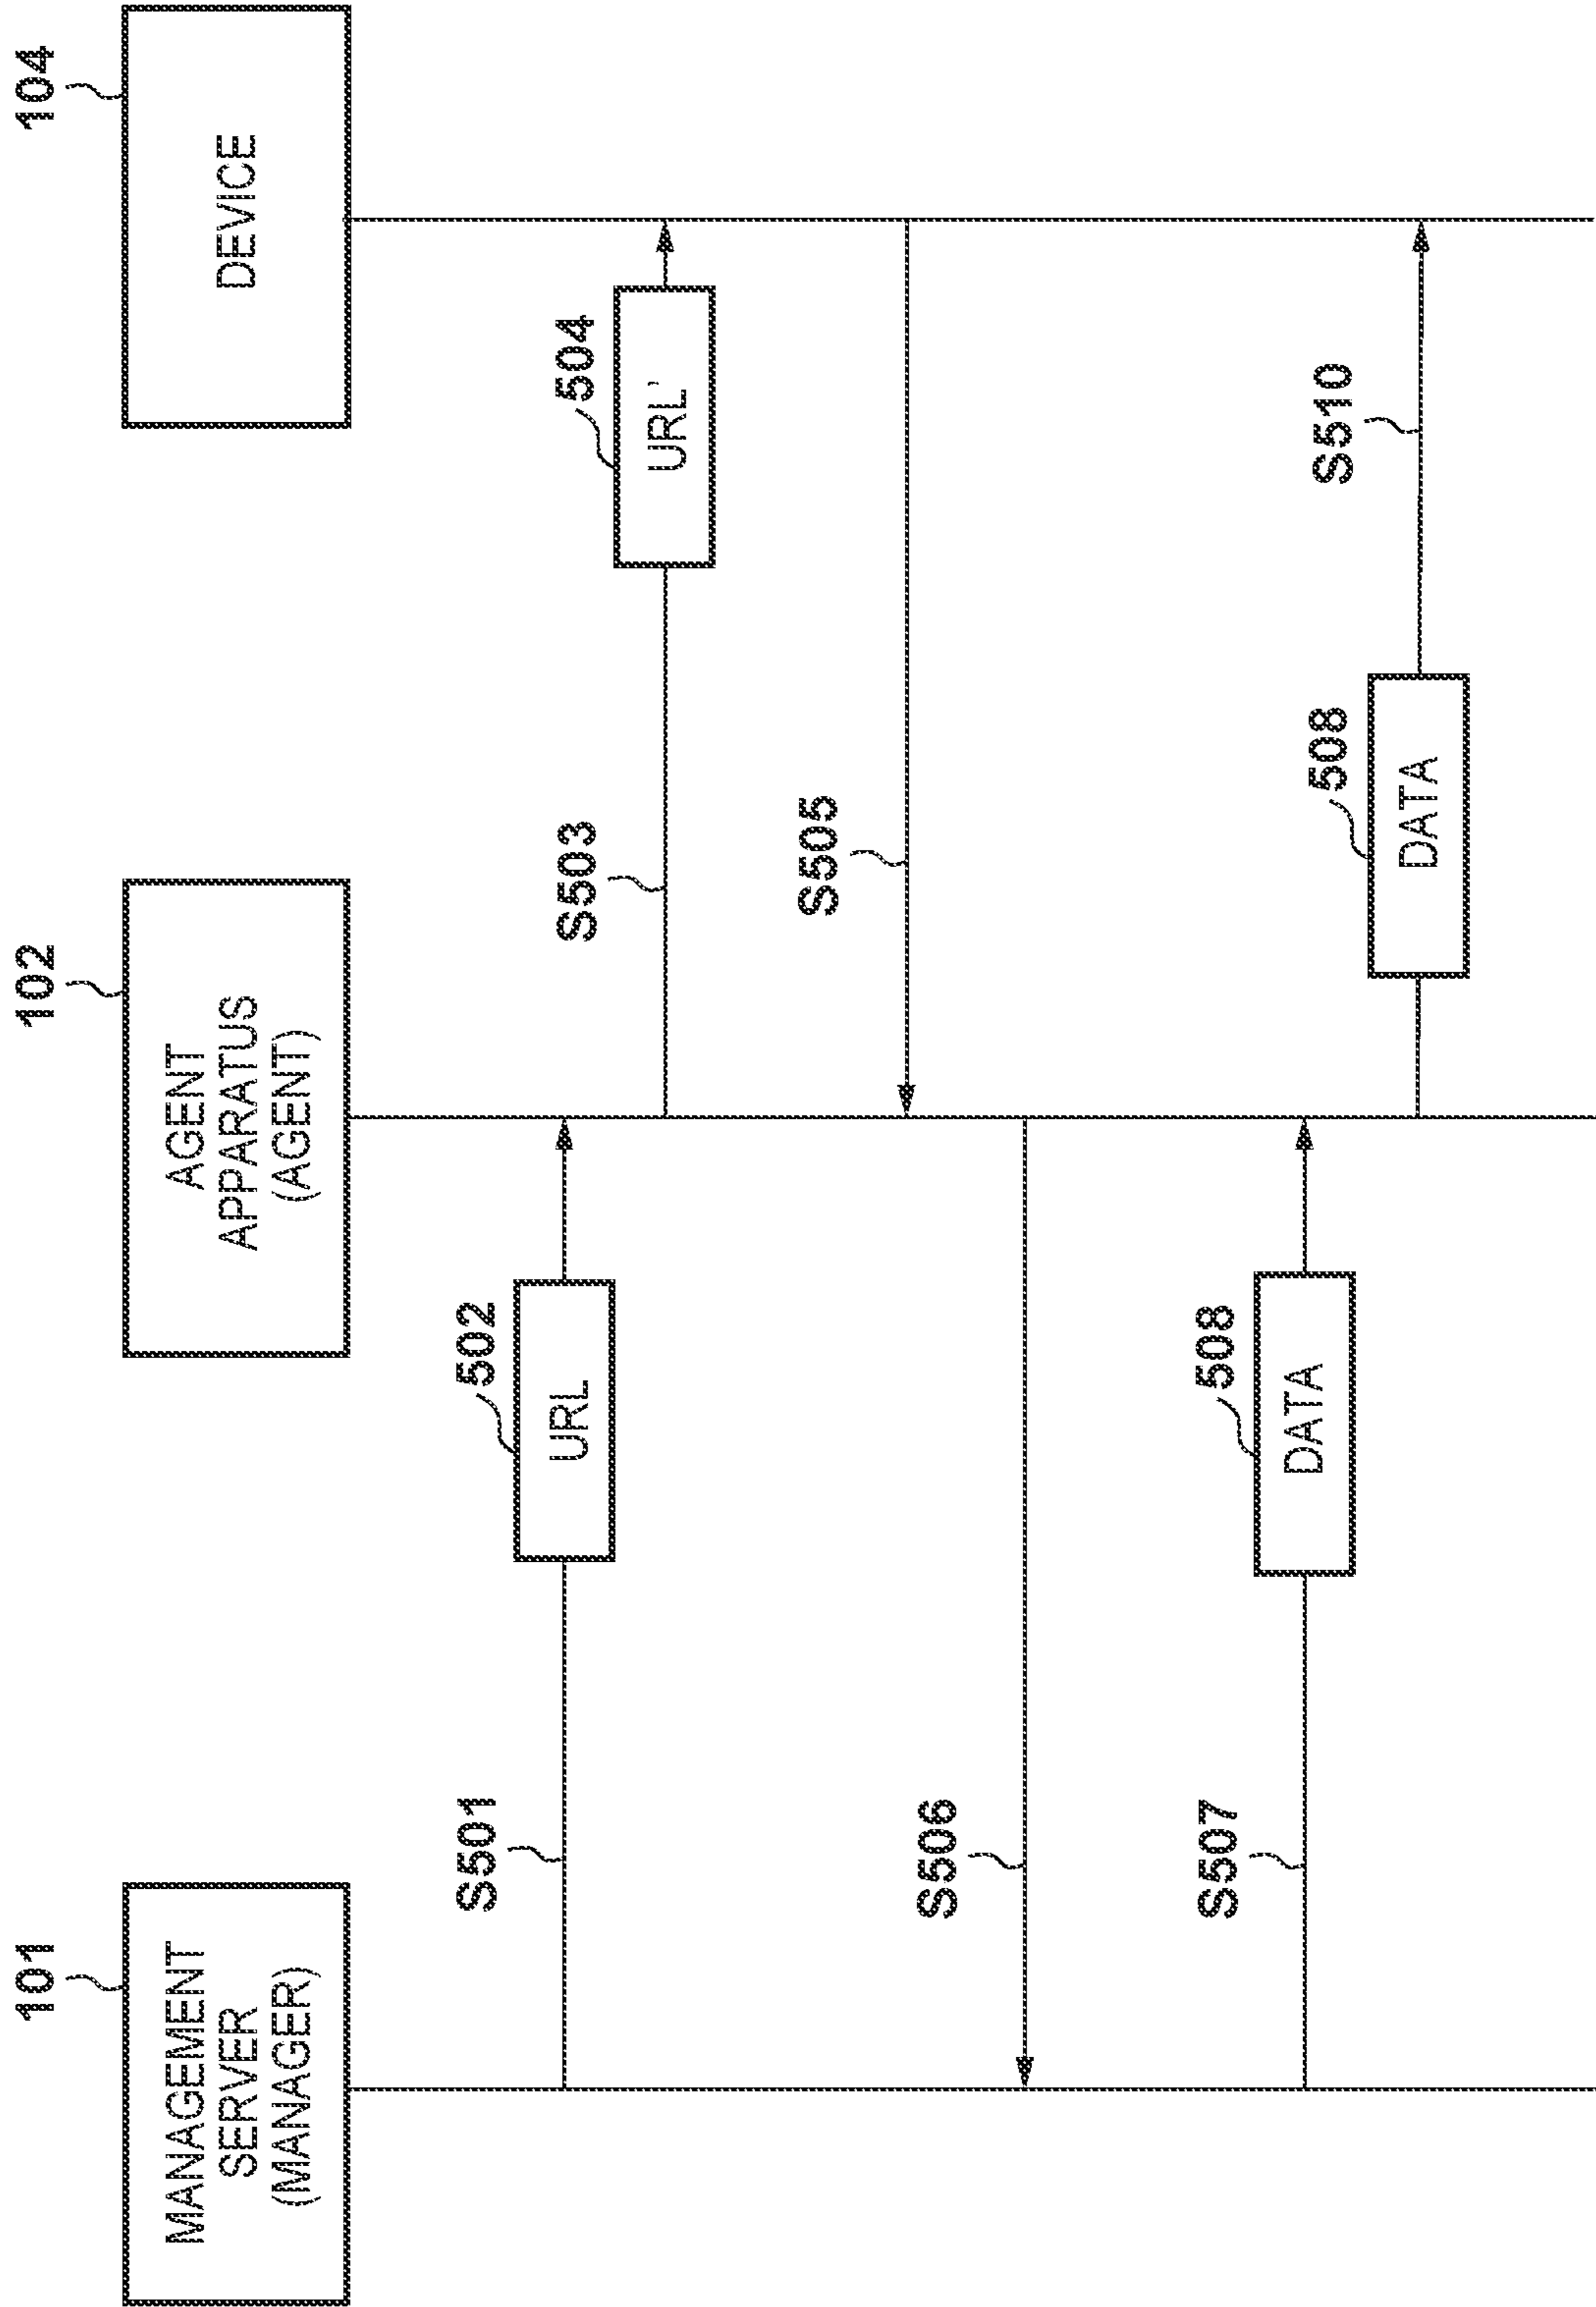 101
102
104
MANAGEMENT
SERVER
(MANAGER)
AGENT
APPARATUS
(AGENT)
DEVICE
S501
502
URL
S503
504
URL'
S505
S506
S507
508
DATA
508
DATA
S510